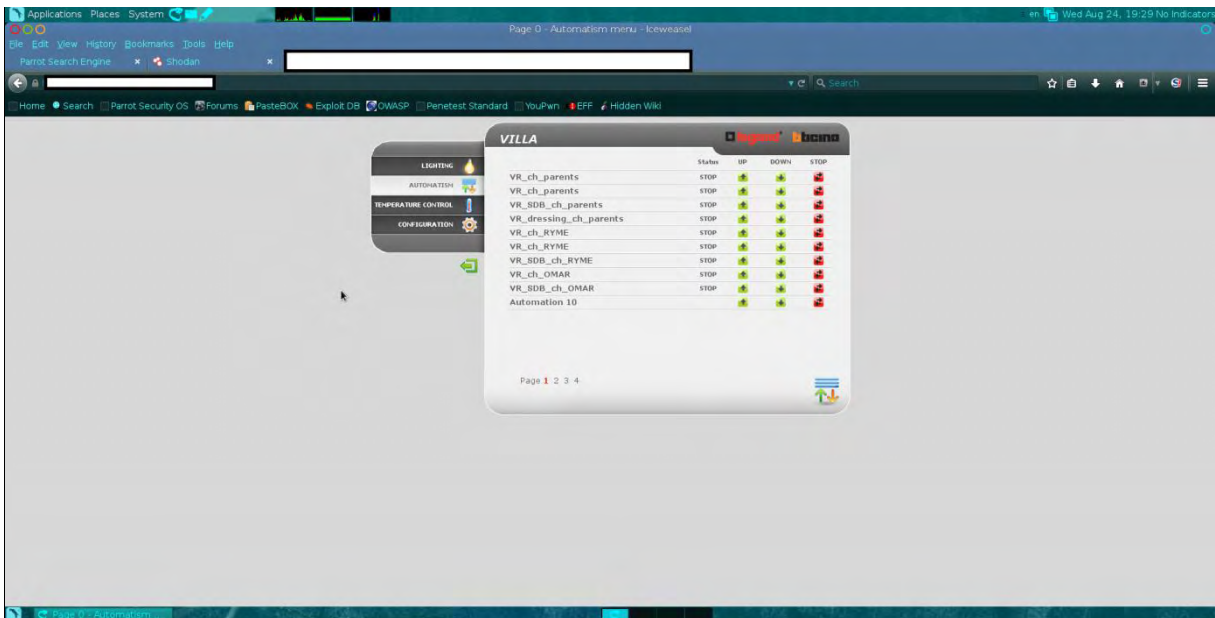 Applications Places System
en Wed Aug 24, 19:29 No Indicators
Page 0 - Automatism menu - Iceweasel
File Edit View History Bookmarks Tools Help
Parrot Search Engine × Shodan ×
Search
Home Search Parrot Security OS Forums PasteBOX Exploit DB OWASP Penetest Standard YouPwn EFF Hidden Wiki
VILLA legrand bticino
LIGHTING
AUTOMATISM
TEMPERATURE CONTROL
CONFIGURATION
Status UP DOWN STOP
VR_ch_parents STOP
VR_ch_parents STOP
VR_SDB_ch_parents STOP
VR_dressing_ch_parents STOP
VR_ch_RYME STOP
VR_ch_RYME STOP
VR_SDB_ch_RYME STOP
VR_ch_OMAR STOP
VR_SDB_ch_OMAR STOP
Automation 10
Page 1 2 3 4
Page 0 - Automatism